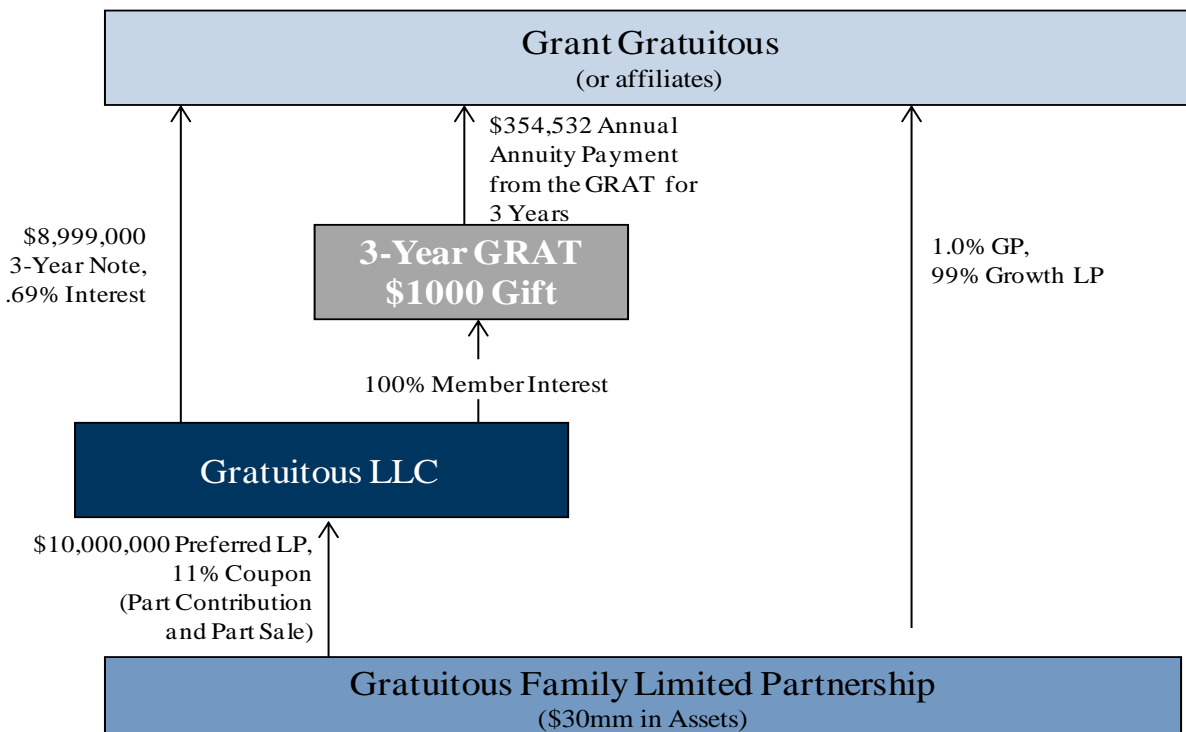 Grant Gratuitous
(or affiliates)
$354,532 Annual
Annuity Payment
from the GRAT for
3 Years
$8,999,000
3-Year Note,
.69% Interest
3-Year GRAT
$1000 Gift
1.0% GP,
99% Growth LP
100% Member Interest
Gratuitous LLC
$10,000,000 Preferred LP,
11% Coupon
(Part Contribution
and Part Sale)
Gratuitous Family Limited Partnership
($30mm in Assets)